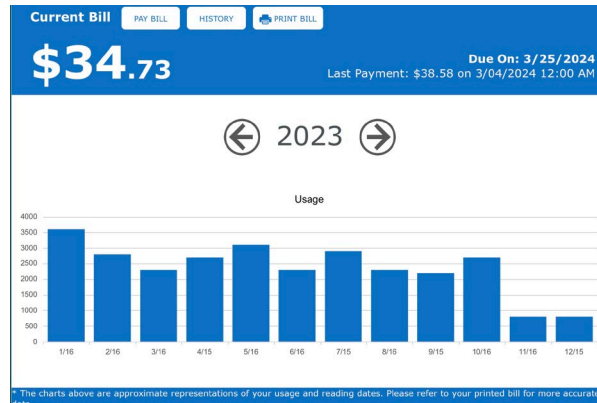 Current Bill PAY BILL HISTORY PRINT BILL
$34.73
Due On: 3/25/2024
Last Payment: $38.58 on 3/04/2024 12:00 AM
2023
Usage
4000
3500
3000
2500
2000
1500
1000
500
0
1/16 2/16 3/16 4/15 5/16 6/16 7/15 8/15 9/15 10/16 11/16 12/15
* The charts above are approximate representations of your usage and reading dates. Please refer to your printed bill for more accurate